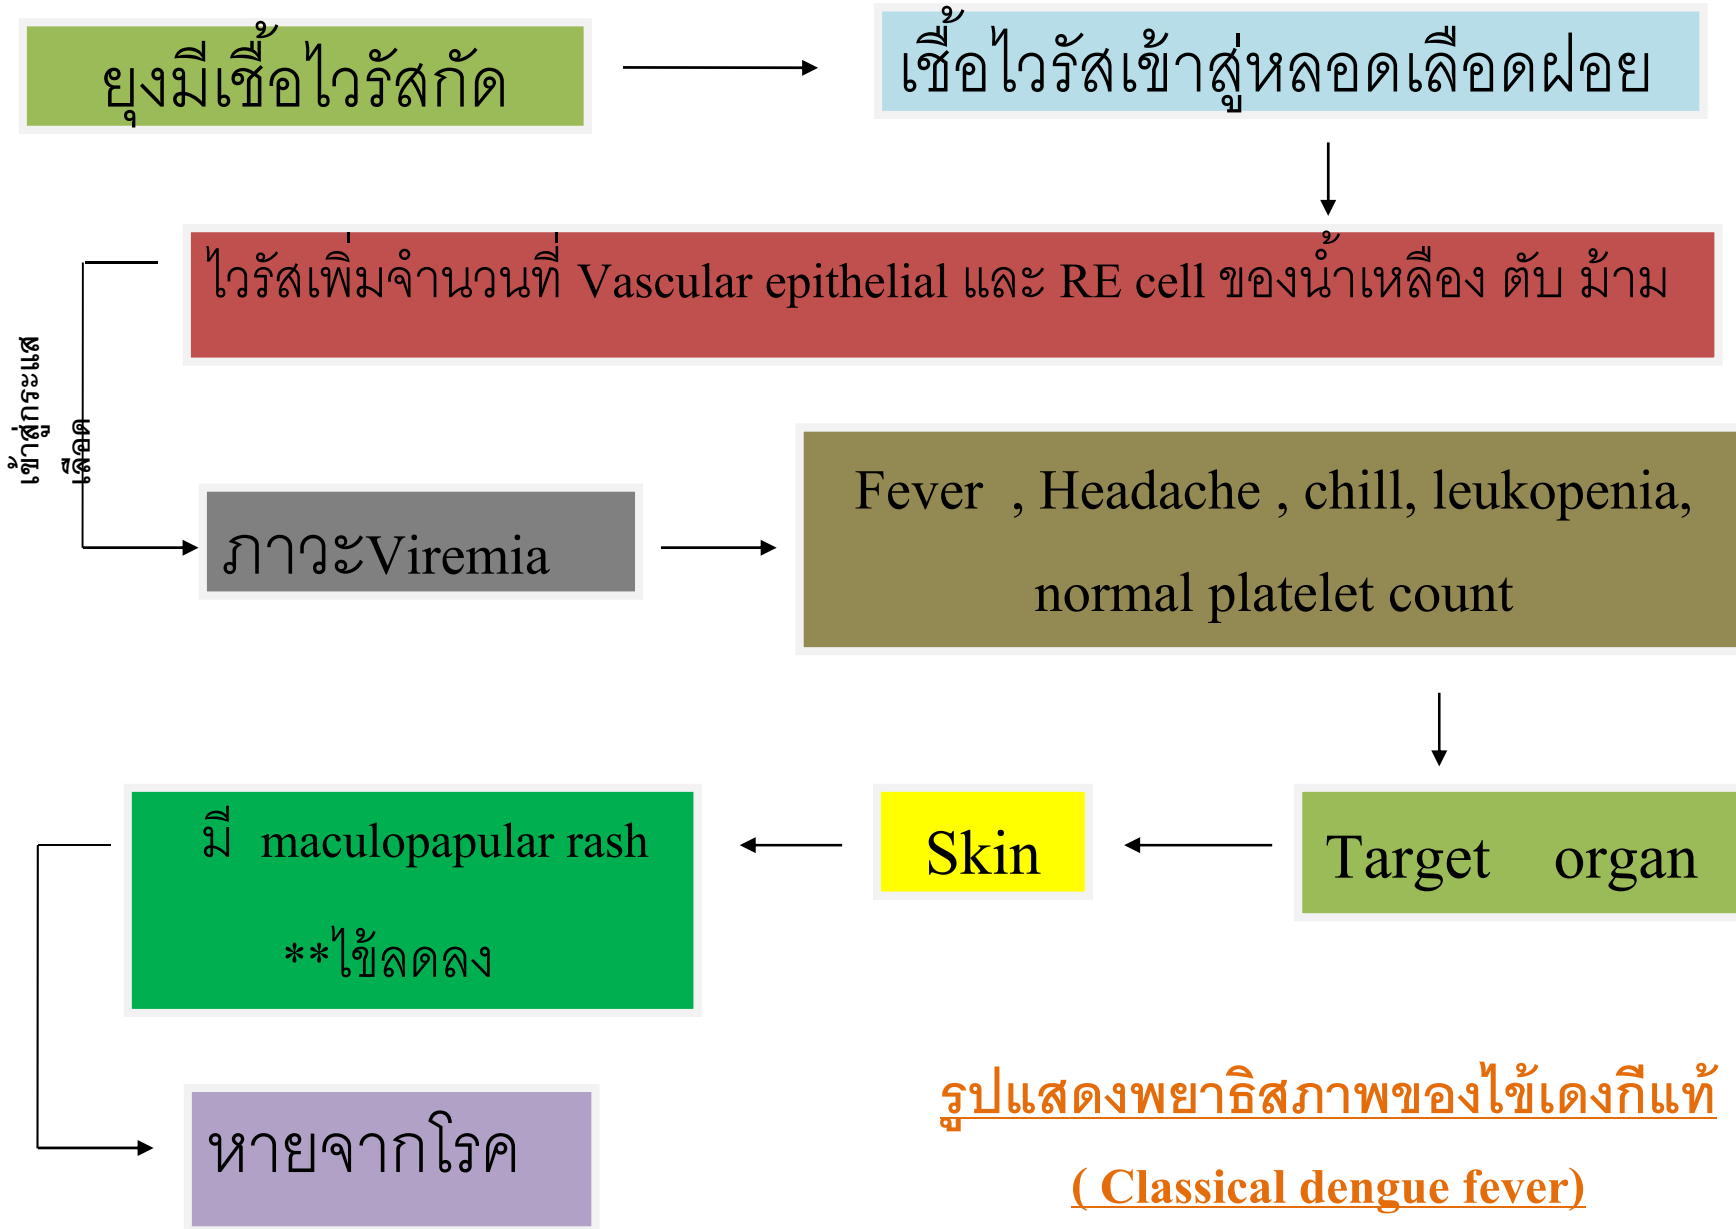 ยุงมีเชื้อไวรัสกัด
เชื้อไวรัสเข้าสู่หลอดเลือดฝอย
ไวรัสเพิ่มจำนวนที่ Vascular epithelial และ RE cell ของน้ำเหลือง ตับ ม้าม
เข้าสู่กระแส
เลือด
ภาวะViremia
Fever , Headache , chill, leukopenia,
normal platelet count
Target organ
Skin
มี maculopapular rash
**ไข้ลดลง
หายจากโรค
รูปแสดงพยาธิสภาพของไข้เดงกีแท้
( Classical dengue fever)